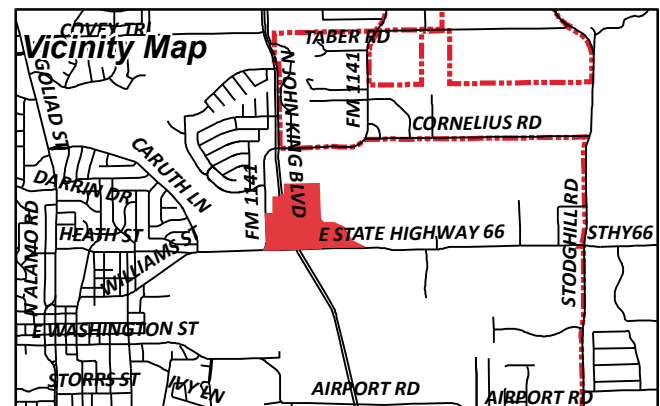 COVEY TRL
Vicinity Map
TABER RD
GOLIAD ST
N JOHN KING BLVD
FM 1141
CORNELIUS RD
CARUTH LN
DARRIN DR
FM 1141
STODGHILL RD
N ALAMO RD
HEATH ST
E STATE HIGHWAY 66
STHY66
WILLIAMS ST
E WASHINGTON ST
STORRS ST
IVY LN
AIRPORT RD
AIRPORT RD